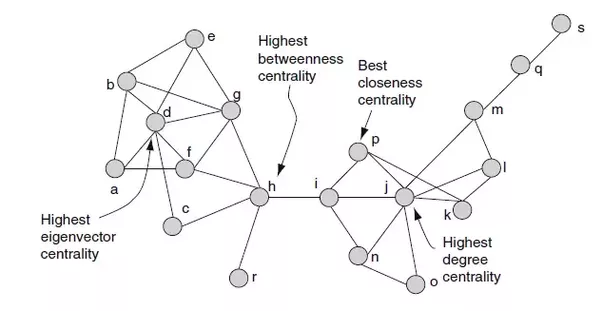 s
e
Highest
betweenness
centrality
Best
closeness
centrality
q
b
g
d
m
p
f
l
a
h
i
j
k
c
Highest
eigenvector
centrality
Highest
degree
centrality
n
r
o